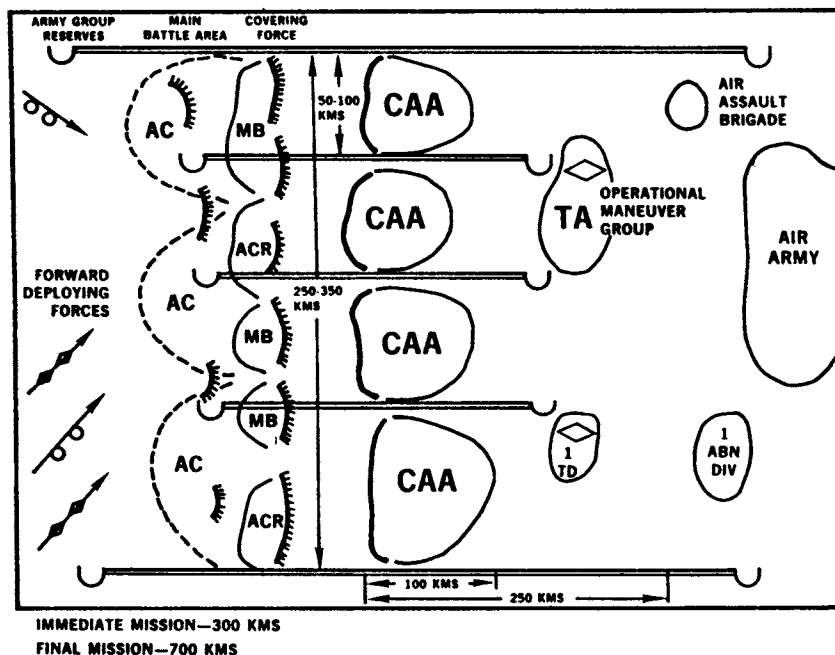 ARMY GROUP
RESERVES
MAIN
BATTLE AREA
COVERING
FORCE
50-100
KMS
CAA
AIR
ASSAULT
BRIGADE
AC
MB
CAA
TA
OPERATIONAL
MANEUVER
GROUP
AIR
ARMY
ACR
FORWARD
DEPLOYING
FORCES
AC
250-350
KMS
MB
CAA
MB
AC
CAA
1
TD
1
ABN
DIV
ACR
100 KMS
250 KMS
IMMEDIATE MISSION—300 KMS
FINAL MISSION—700 KMS